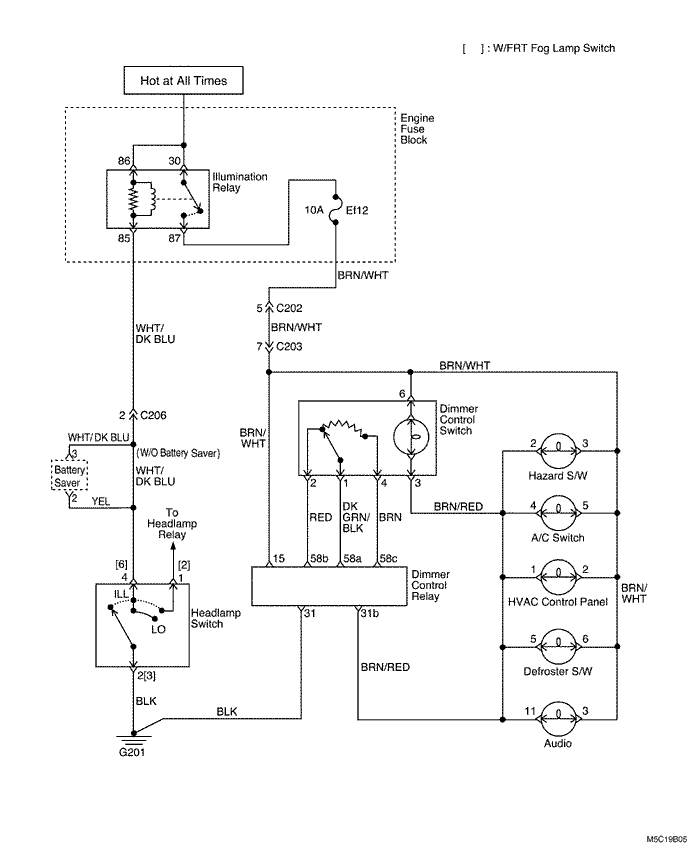 [ ] : W/FRT Fog Lamp Switch
Hot at All Times
Engine
Fuse
Block
86
30
Illumination
Relay
10A
Ef12
85
87
BRN/WHT
5
C202
BRN/WHT
7
C203
WHT/
DK BLU
BRN/WHT
6
Dimmer
Control
Switch
2
C206
BRN/
WHT
WHT/DK BLU
(W/O Battery Saver)
3
Battery
Saver
WHT/
DK BLU
2
YEL
2
3
Hazard S/W
2
1
4
3
BRN/RED
4
5
A/C Switch
To
Headlamp
Relay
RED
DK
GRN/
BLK
BRN
[6]
[2]
4
1
15
58b
58a
58c
Dimmer
Control
Relay
1
2
HVAC Control Panel
BRN/
WHT
ILL
LO
Headlamp
Switch
31
31b
5
6
Defroster S/W
2[3]
BRN/RED
BLK
BLK
G201
11
3
Audio
M5C19B05